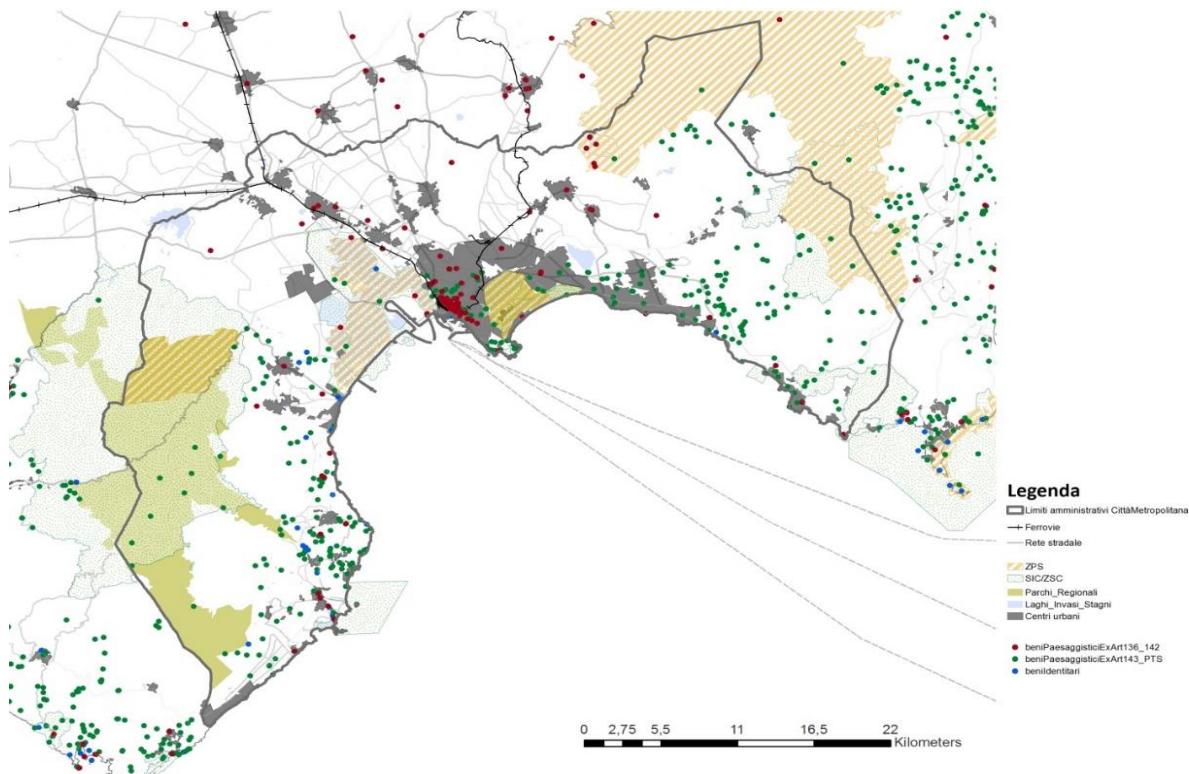 Legenda
Limiti amministrativi CittàMetropolitana
Ferrovie
Rete stradale
ZPS
SIC/ZSC
Parchi_Regionali
Laghi_Invasi_Stagni
Centri urbani
beniPaesaggisticiExArt136_142
beniPaesaggisticiExArt143_PTS
beniIdentitari
0 2,75 5,5 11 16,5 22
Kilometers